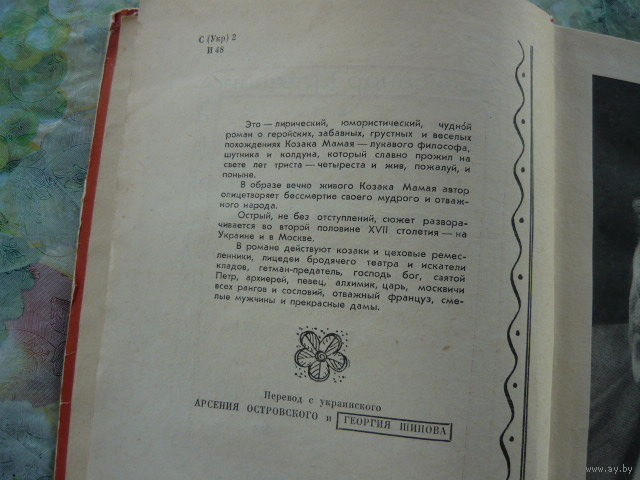 С (Укр) 2
И 48
Это — лирический, юмористический, чудно́й
роман о геройских, забавных, грустных и веселых
похождениях Козака Мамая — лукавого философа,
шутника и колдуна, который славно прожил на
свете лет триста — четыреста и жив, пожалуй, и
поныне.
В образе вечно живого Козака Мамая автор
олицетворяет бессмертие своего мудрого и отваж-
ного народа.
Острый, не без отступлений, сюжет развора-
чивается во второй половине XVII столетия — на
Украине и в Москве.
В романе действуют козаки и цеховые ремес-
ленники, лицедеи бродячего театра и искатели
кладов, гетман-предатель, господь бог, святой
Петр, архиерей, певец, алхимик, царь, москвичи
всех рангов и сословий, отважный француз, сме-
лые мужчины и прекрасные дамы.
Перевод с украинского
АРСЕНИЯ ОСТРОВСКОГО и ГЕОРГИЯ ШИПОВА
www.ay.by